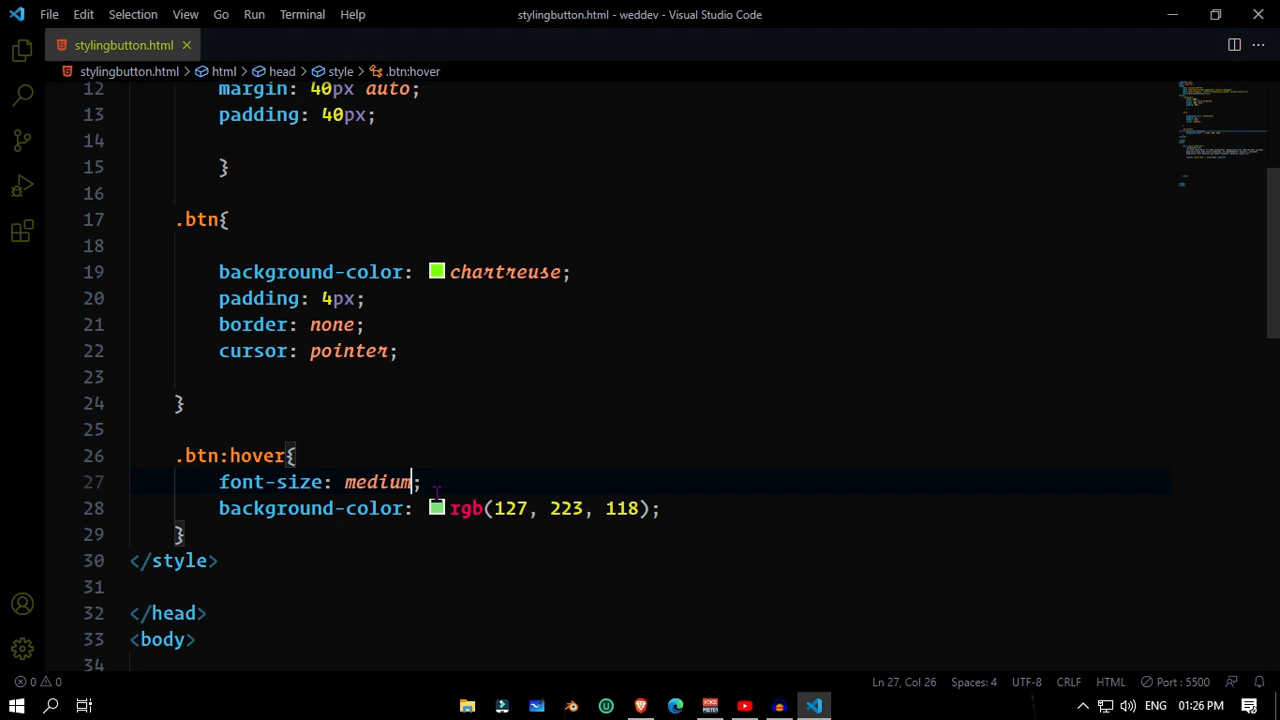 File Edit Selection View Go Run Terminal Help stylingbutton.html - weddev - Visual Studio Code
stylingbutton.html
stylingbutton.html > html > head > style > .btn:hover
12 margin: 40px auto;
13 padding: 40px;
14
15 }
16
17 .btn{
18
19 background-color: chartreuse;
20 padding: 4px;
21 border: none;
22 cursor: pointer;
23
24 }
25
26 .btn:hover{
27 font-size: medium;
28 background-color: rgb(127, 223, 118);
29 }
30 </style>
31
32 </head>
33 <body>
34
0 0 Ln 27, Col 26 Spaces: 4 UTF-8 CRLF HTML Port : 5500
ENG 01:26 PM